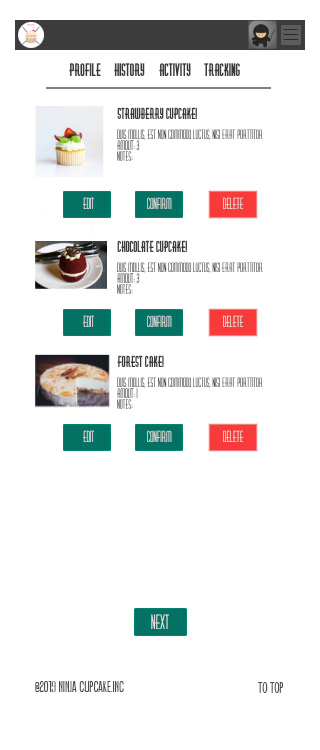 PROFILE HISTORY ACTIVITY TRACKING
STRAWBERRY CUPCAKE!
DUIS MOLLIS, EST NON COMMODO LUCTUS, NISI ERAT PORTTITOR
AMOUT: 3
NOTES:
EDIT CONFIRM DELETE
CHOCOLATE CUPCAKE!
DUIS MOLLIS, EST NON COMMODO LUCTUS, NISI ERAT PORTTITOR
AMOUT: 3
NOTES:
EDIT CONFIRM DELETE
FOREST CAKE!
DUIS MOLLIS, EST NON COMMODO LUCTUS, NISI ERAT PORTTITOR
AMOUT: 1
NOTES:
EDIT CONFIRM DELETE
NEXT
@2019 NINJA CUPCAKE.INC TO TOP